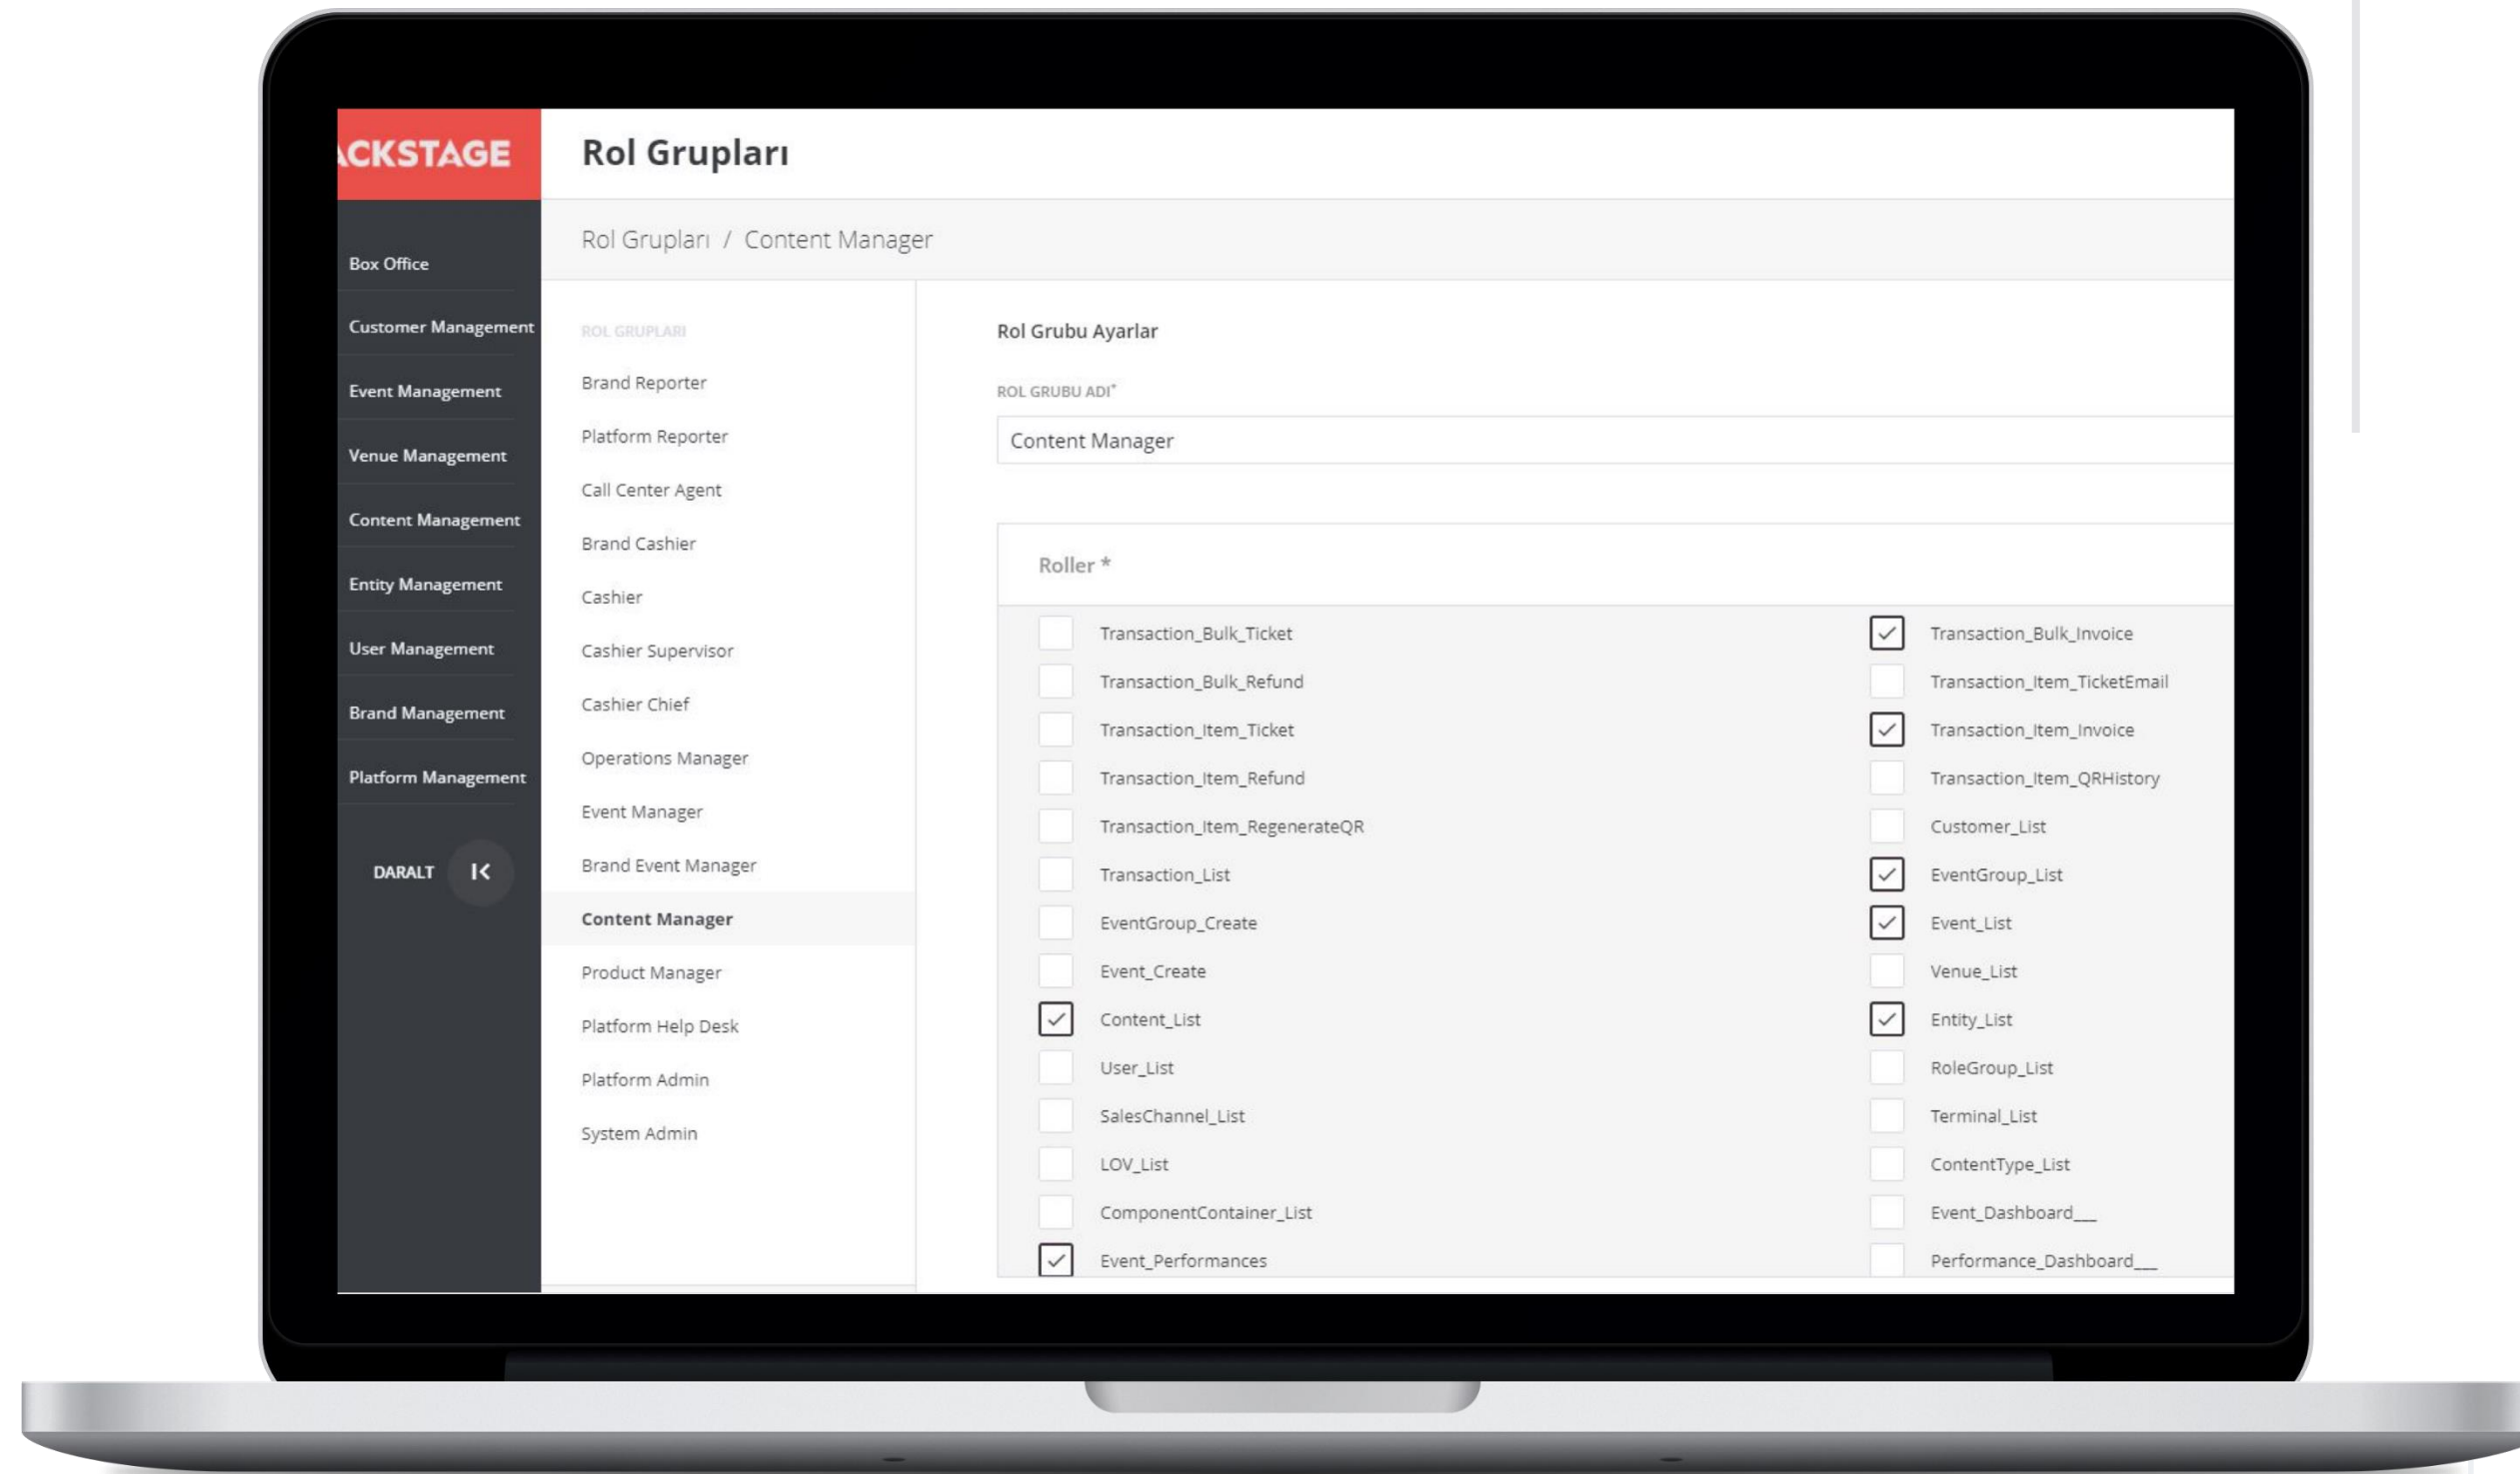 ACKSTAGE
Rol Grupları
Rol Grupları / Content Manager
Box Office
Customer Management
Event Management
Venue Management
Content Management
Entity Management
User Management
Brand Management
Platform Management
DARALT
ROL GRUPLARI
Brand Reporter
Platform Reporter
Call Center Agent
Brand Cashier
Cashier
Cashier Supervisor
Cashier Chief
Operations Manager
Event Manager
Brand Event Manager
Content Manager
Product Manager
Platform Help Desk
Platform Admin
System Admin
Rol Grubu Ayarlar
ROL GRUBU ADI*
Content Manager
Roller *
Transaction_Bulk_Ticket
Transaction_Bulk_Invoice
Transaction_Bulk_Refund
Transaction_Item_TicketEmail
Transaction_Item_Ticket
Transaction_Item_Invoice
Transaction_Item_Refund
Transaction_Item_QRHistory
Transaction_Item_RegenerateQR
Customer_List
Transaction_List
EventGroup_List
EventGroup_Create
Event_List
Event_Create
Venue_List
Content_List
Entity_List
User_List
RoleGroup_List
SalesChannel_List
Terminal_List
LOV_List
ContentType_List
ComponentContainer_List
Event_Dashboard___
Event_Performances
Performance_Dashboard___